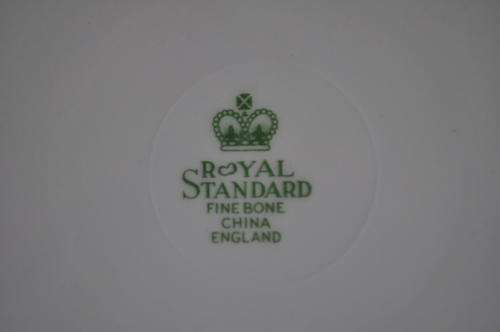 ROYAL
STANDARD
FINE BONE
CHINA
ENGLAND